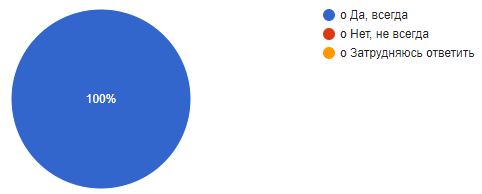 100%
o Да, всегда
o Нет, не всегда
o Затрудняюсь ответить